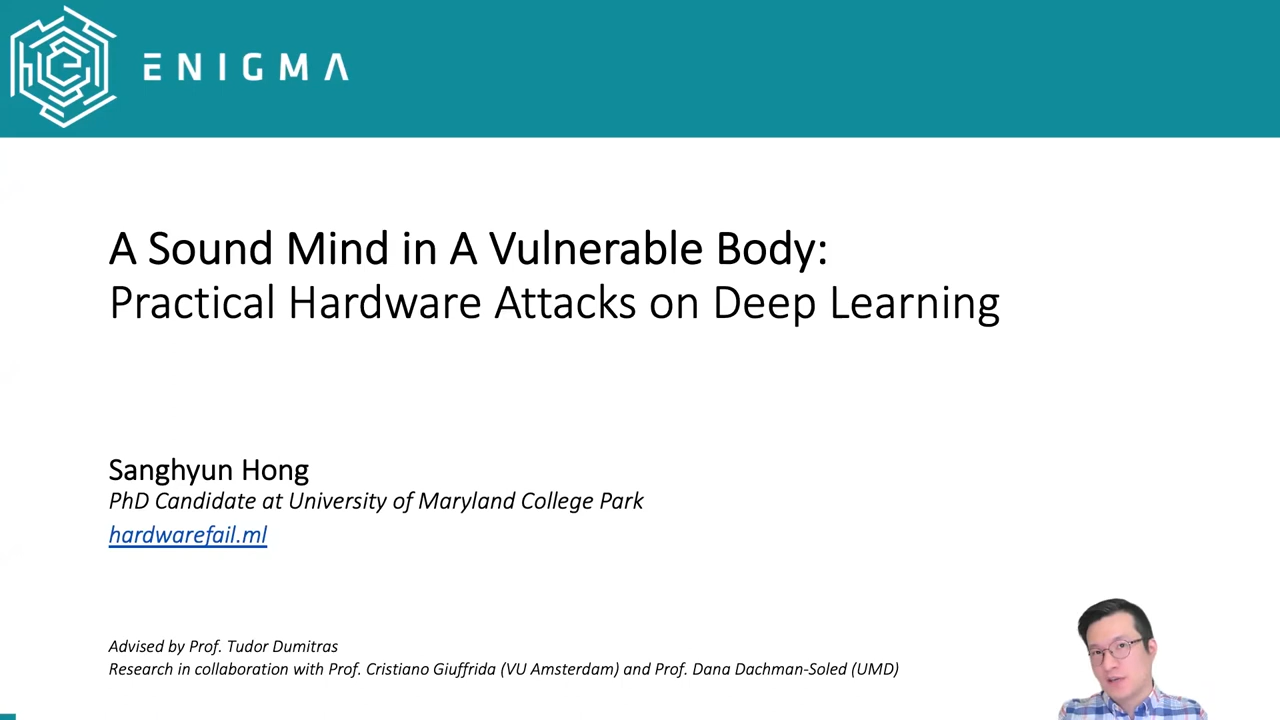 ENIGMA
A Sound Mind in A Vulnerable Body:
Practical Hardware Attacks on Deep Learning
Sanghyun Hong
PhD Candidate at University of Maryland College Park
hardwarefail.ml
Advised by Prof. Tudor Dumitras
Research in collaboration with Prof. Cristiano Giuffrida (VU Amsterdam) and Prof. Dana Dachman-Soled (UMD)